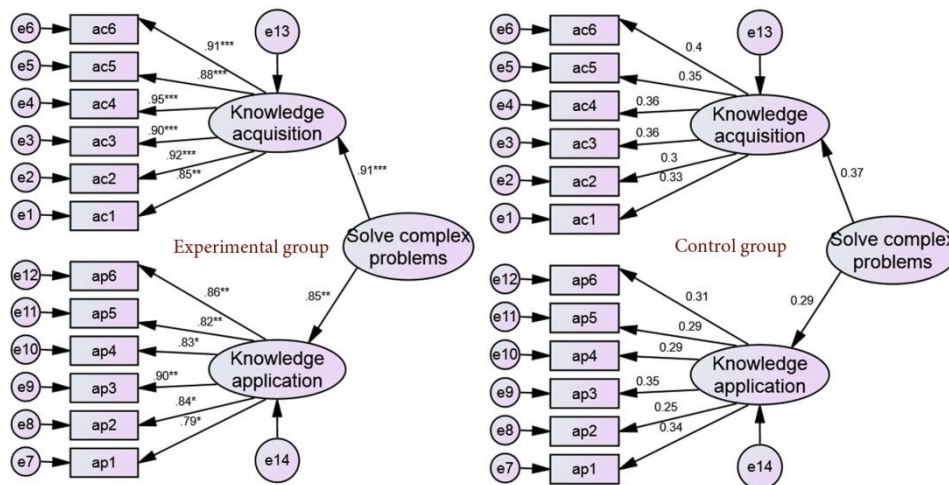 e6 ac6
e5 ac5
e4 ac4
e3 ac3
e2 ac2
e1 ac1
e13
.91***
.88***
.95***
.90***
.92***
.85**
Knowledge
acquisition
.91***
Experimental group
Solve complex
problems
.85**
e12 ap6
e11 ap5
e10 ap4
e9 ap3
e8 ap2
e7 ap1
.86**
.82**
.83*
.90**
.84*
.79*
Knowledge
application
e14
e6 ac6
e5 ac5
e4 ac4
e3 ac3
e2 ac2
e1 ac1
e13
0.4
0.35
0.36
0.36
0.3
0.33
Knowledge
acquisition
0.37
Control group
Solve complex
problems
0.29
e12 ap6
e11 ap5
e10 ap4
e9 ap3
e8 ap2
e7 ap1
0.31
0.29
0.29
0.35
0.25
0.34
Knowledge
application
e14